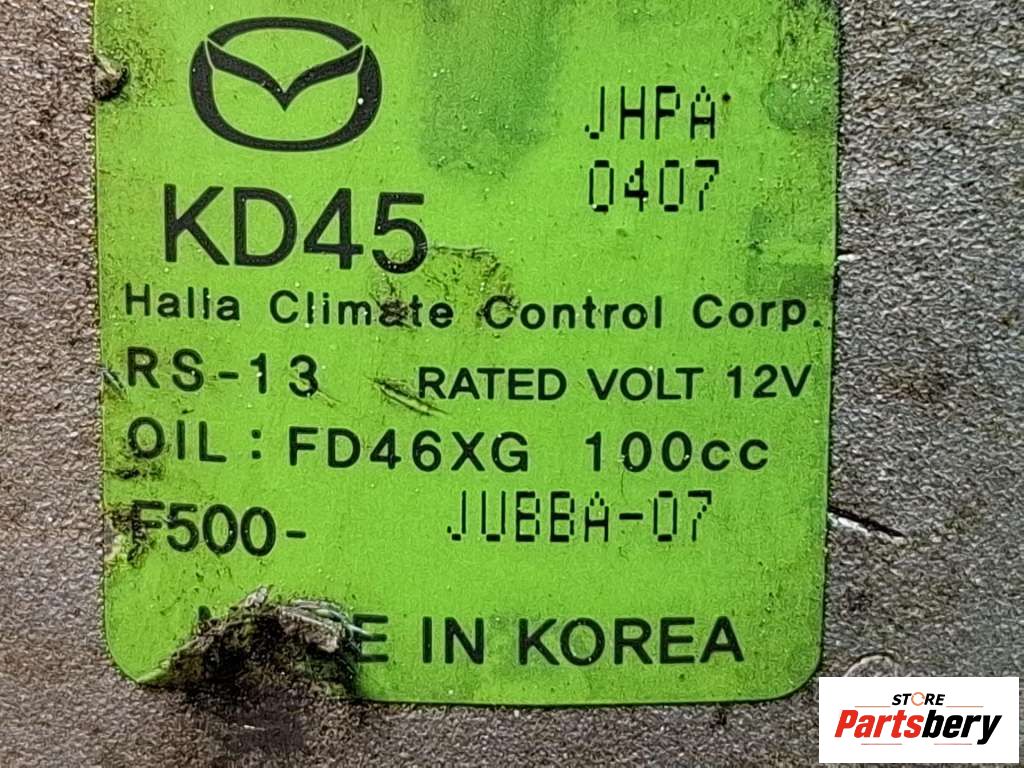 JHPA
0407
KD45
Halla Climate Control Corp.
RS-13 RATED VOLT 12V
OIL: FD46XG 100cc
F500- JUBBA-07
IN KOREA
STORE
Partsbery